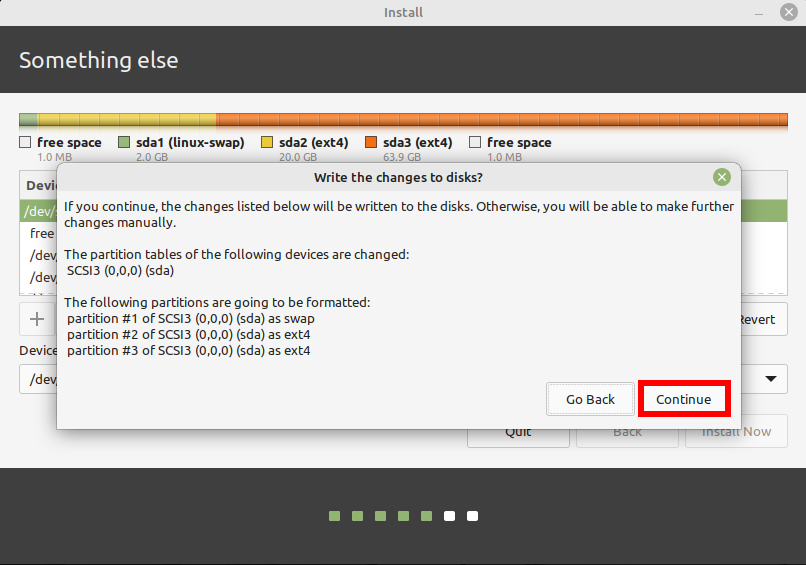 Install
Something else
free space sda1 (linux-swap) sda2 (ext4) sda3 (ext4) free space
1.0 MB 2.0 GB 20.0 GB 63.9 GB 1.0 MB
Write the changes to disks?
If you continue, the changes listed below will be written to the disks. Otherwise, you will be able to make further
changes manually.
The partition tables of the following devices are changed:
SCSI3 (0,0,0) (sda)
The following partitions are going to be formatted:
partition #1 of SCSI3 (0,0,0) (sda) as swap
partition #2 of SCSI3 (0,0,0) (sda) as ext4
partition #3 of SCSI3 (0,0,0) (sda) as ext4
Go Back Continue
free
+ Revert
Device
Quit Back Install Now